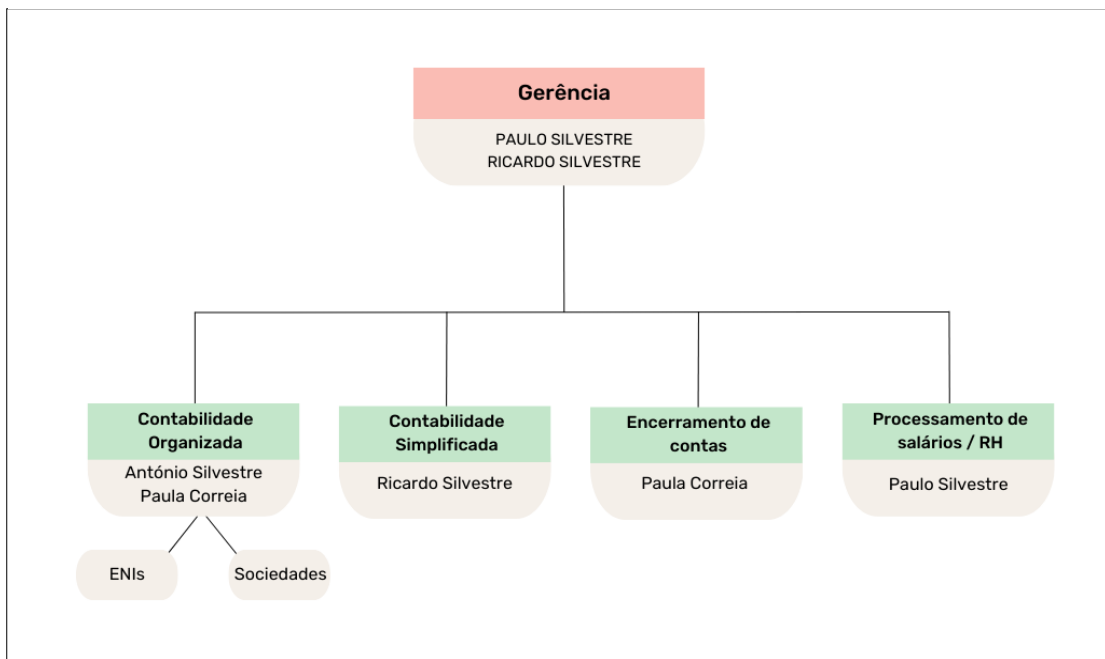 Gerência
PAULO SILVESTRE
RICARDO SILVESTRE
Contabilidade
Organizada
António Silvestre
Paula Correia
ENIs
Sociedades
Contabilidade
Simplificada
Ricardo Silvestre
Encerramento de
contas
Paula Correia
Processamento de
salários / RH
Paulo Silvestre